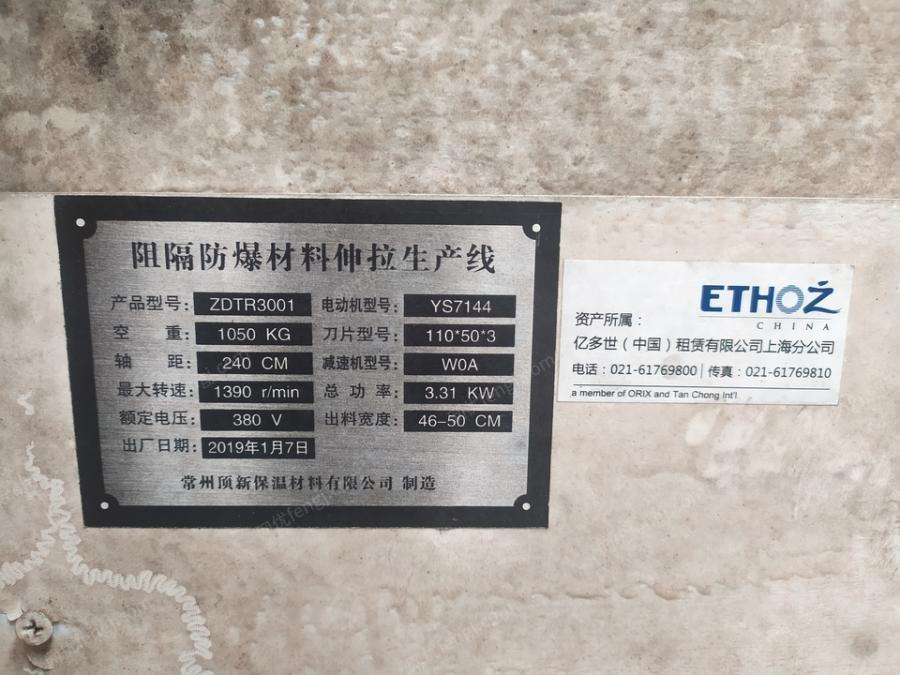 阻隔防爆材料伸拉生产线
产品型号: ZDTR3001 电动机型号: YS7144
空 重: 1050 KG 刀片型号: 110*50*3
轴 距: 240 CM 减速机型号: W0A
最大转速: 1390 r/min 总 功 率: 3.31 KW
额定电压: 380 V 出料宽度: 46-50 CM
出厂日期: 2019年1月7日
常州顶新保温材料有限公司 制造
ETHOZ
CHINA
资产所属:
亿多世(中国)租赁有限公司上海分公司
电话:021-61769800 | 传真:021-61769810
a member of ORIX and Tan Chong Int'l